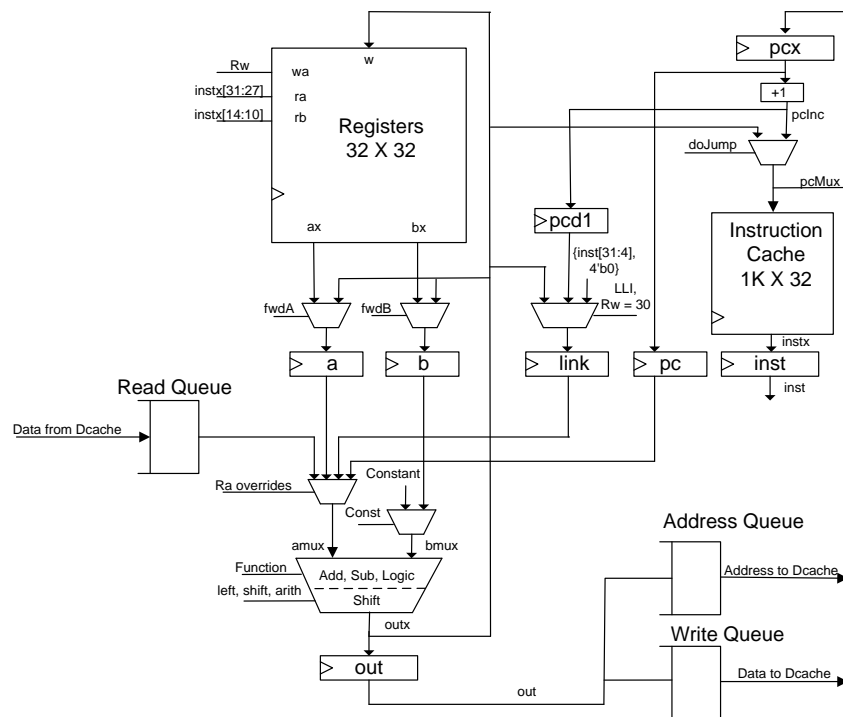 w
pcx
Rw
wa
instx[31:27]
ra
instx[14:10]
rb
+1
pcInc
Registers
32 X 32
doJump
pcMux
ax
bx
pcd1
Instruction
Cache
1K X 32
{inst[31:4],
4'b0}
LLI,
Rw = 30
fwdA
fwdB
instx
a
b
link
pc
inst
inst
Read Queue
Data from Dcache
Constant
Ra overrides
Const
amux
bmux
Address Queue
Function
Add, Sub, Logic
Address to Dcache
left, shift, arith
Shift
outx
Write Queue
out
Data to Dcache
out